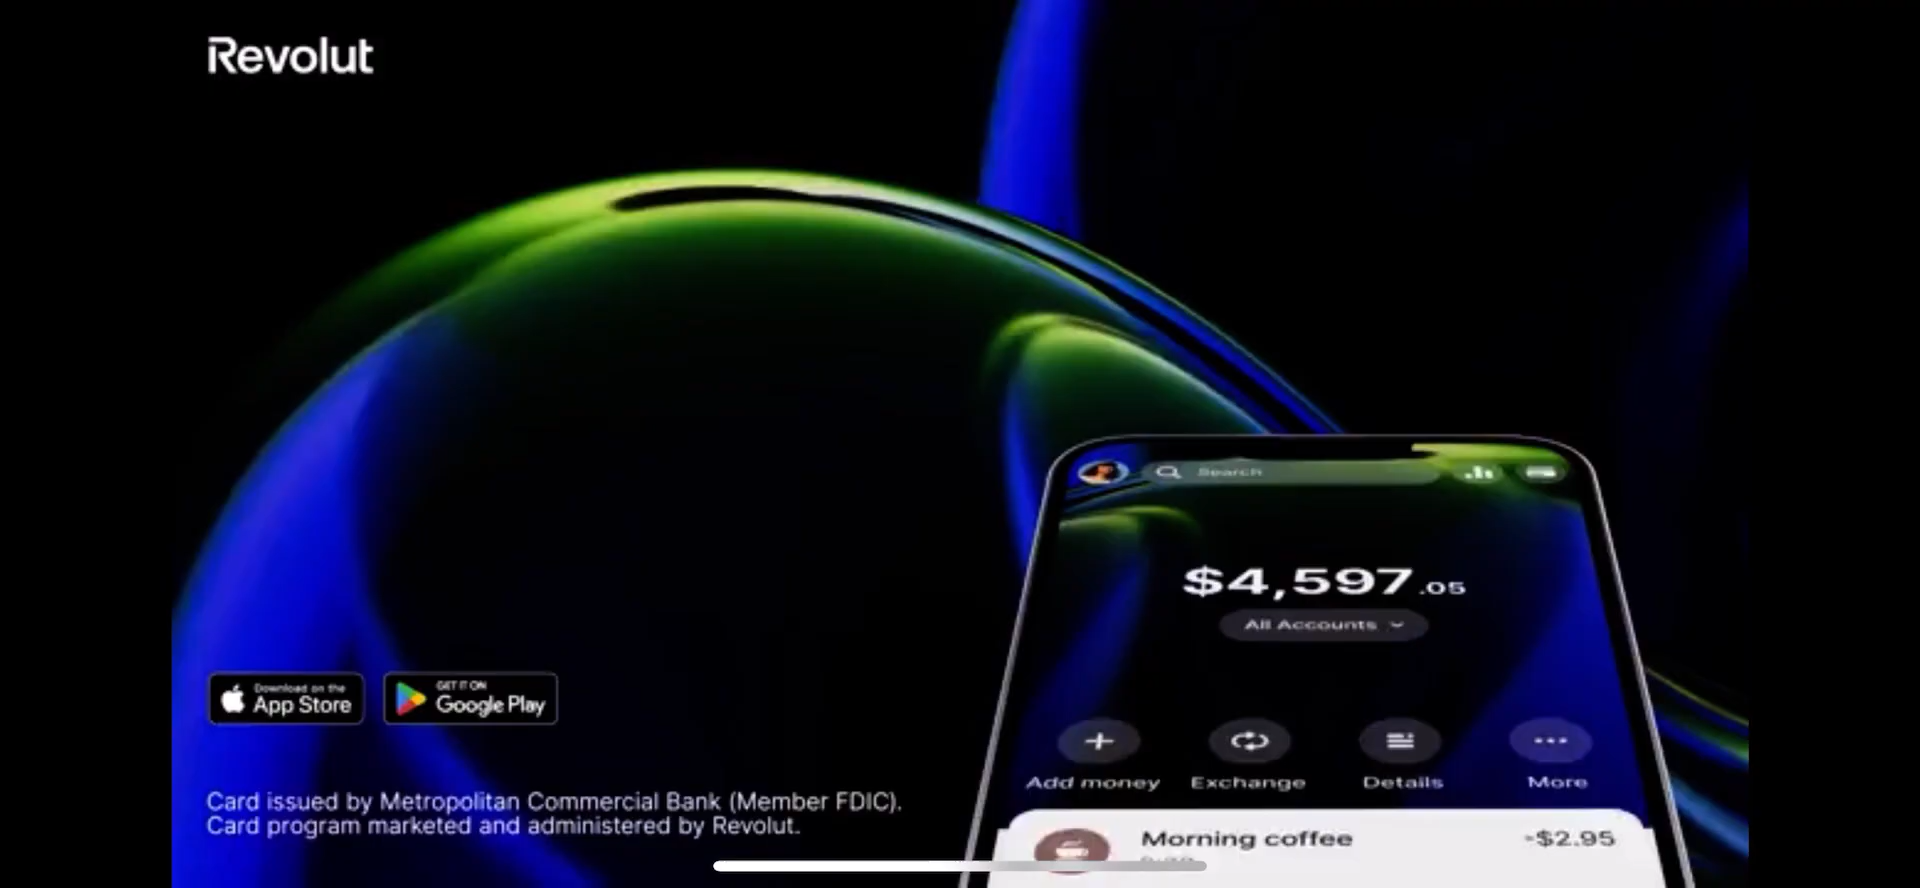 Revolut
Search
$4,597.05
All Accounts
Download on the
App Store
GET IT ON
Google Play
Add money
Exchange
Details
More
Card issued by Metropolitan Commercial Bank (Member FDIC).
Card program marketed and administered by Revolut.
Morning coffee
-$2.95